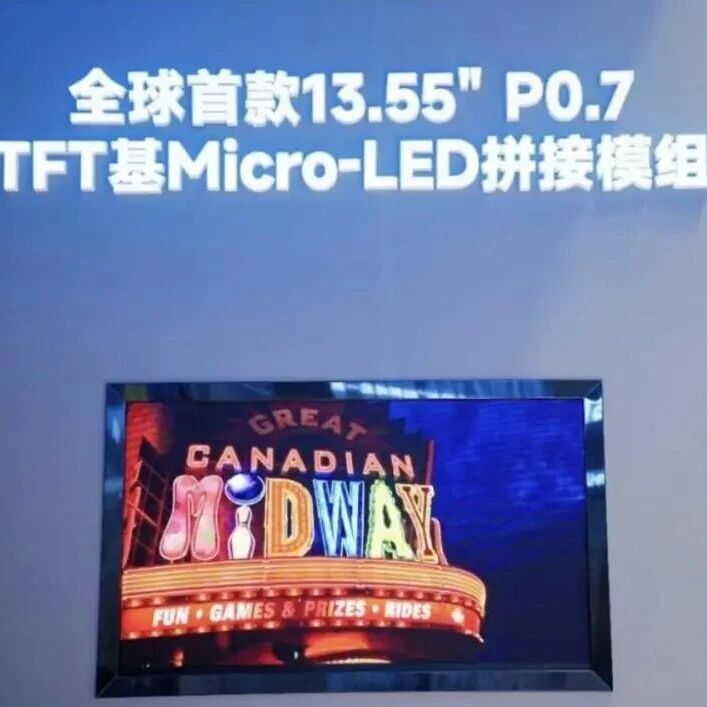 全球首款13.55" P0.7
TFT基Micro-LED拼接模组
GREAT
CANADIAN
MiDWAY
FUN • GAMES & PRIZES • RIDES